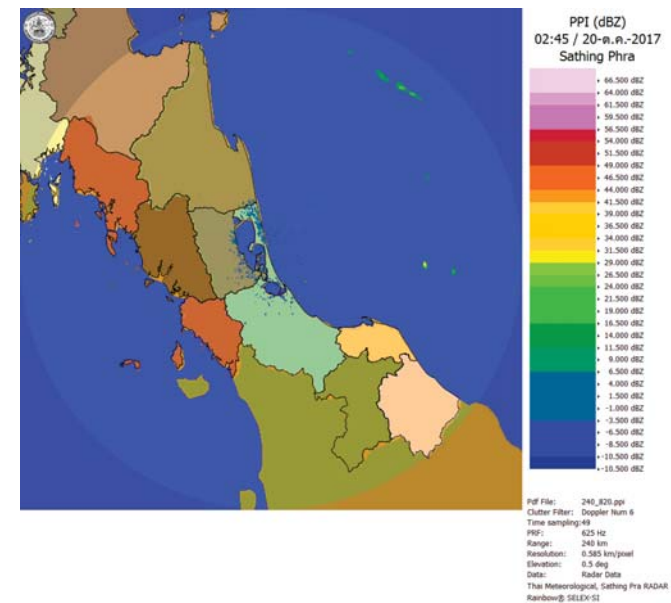 PPI (dBZ)
02:45 / 20-ต.ค.-2017
Sathing Phra
66.500 dBZ
64.000 dBZ
61.500 dBZ
59.500 dBZ
56.500 dBZ
54.000 dBZ
51.500 dBZ
49.000 dBZ
46.500 dBZ
44.000 dBZ
41.500 dBZ
39.000 dBZ
36.500 dBZ
34.000 dBZ
31.500 dBZ
29.000 dBZ
26.500 dBZ
24.000 dBZ
21.500 dBZ
19.000 dBZ
14.000 dBZ
11.500 dBZ
9.000 dBZ
6.500 dBZ
4.000 dBZ
1.500 dBZ
-1.000 dBZ
-3.500 dBZ
-6.500 dBZ
-8.500 dBZ
-10.500 dBZ
-10.500 dBZ
Pdf File: 240_820.ppi
Clutter Filter: Doppler Num 6
Time sampling:49
PRF: 625 Hz
Range: 240 km
Resolution: 0.585 km/pixel
Elevation: 0.5 deg
Data: Radar Data
Thai Meteorological, Sathing Pra RADAR
Rainbow® SELEX-SI